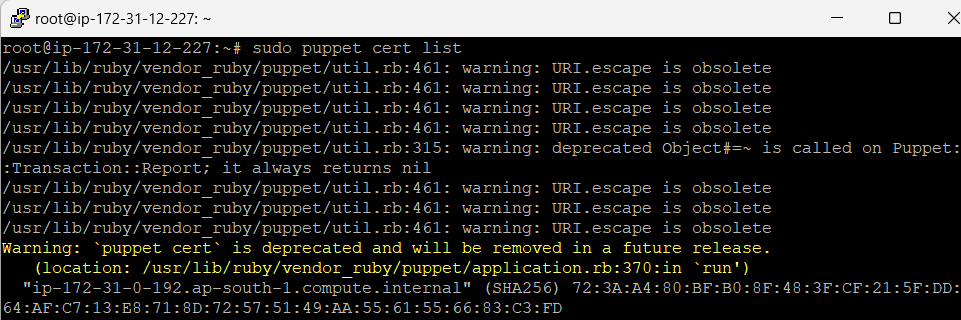 root@ip-172-31-12-227: ~
root@ip-172-31-12-227:~# sudo puppet cert list
/usr/lib/ruby/vendor_ruby/puppet/util.rb:461: warning: URI.escape is obsolete
/usr/lib/ruby/vendor_ruby/puppet/util.rb:461: warning: URI.escape is obsolete
/usr/lib/ruby/vendor_ruby/puppet/util.rb:461: warning: URI.escape is obsolete
/usr/lib/ruby/vendor_ruby/puppet/util.rb:461: warning: URI.escape is obsolete
/usr/lib/ruby/vendor_ruby/puppet/util.rb:315: warning: deprecated Object#=~ is called on Puppet:
:Transaction::Report; it always returns nil
/usr/lib/ruby/vendor_ruby/puppet/util.rb:461: warning: URI.escape is obsolete
/usr/lib/ruby/vendor_ruby/puppet/util.rb:461: warning: URI.escape is obsolete
/usr/lib/ruby/vendor_ruby/puppet/util.rb:461: warning: URI.escape is obsolete
Warning: `puppet cert` is deprecated and will be removed in a future release.
   (location: /usr/lib/ruby/vendor_ruby/puppet/application.rb:370:in `run')
  "ip-172-31-0-192.ap-south-1.compute.internal" (SHA256) 72:3A:A4:80:BF:B0:8F:48:3F:CF:21:5F:DD:
64:AF:C7:13:E8:71:8D:72:57:51:49:AA:55:61:55:66:83:C3:FD